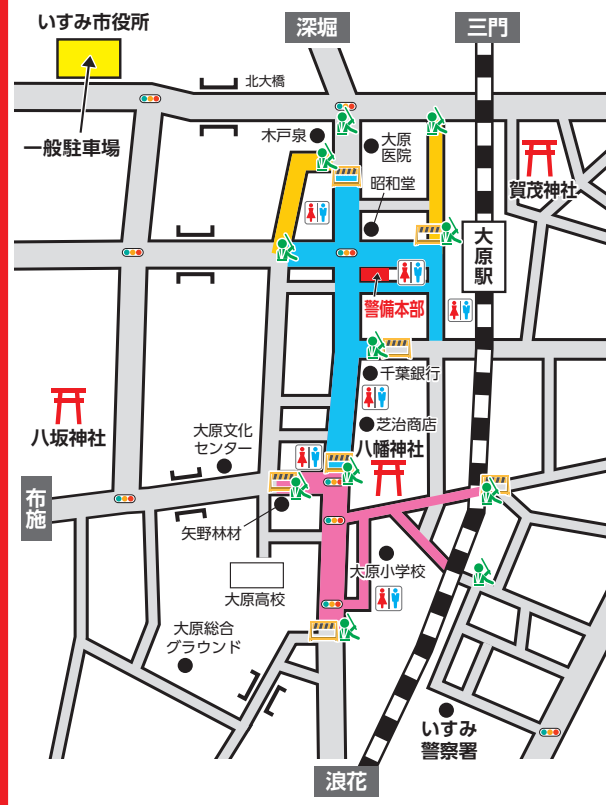 いすみ市役所
深堀
三門
北大橋
一般駐車場
木戸泉
大原
医院
昭和堂
賀茂神社
大原駅
警備本部
千葉銀行
芝治商店
八坂神社
大原文化
センター
八幡神社
布施
矢野林材
大原小学校
大原高校
大原総合
グラウンド
いすみ
警察署
浪花